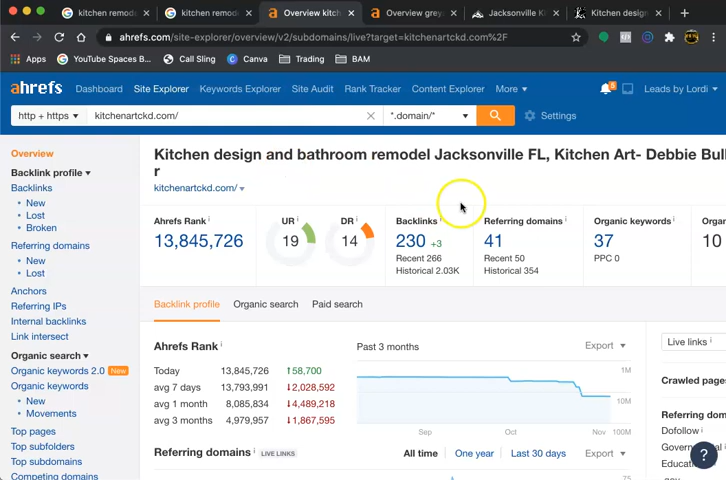 kitchen remode
kitchen remode
Overview kitch
Overview grey
Jacksonville K
Kitchen design
ahrefs.com/site-explorer/overview/v2/subdomains/live?target=kitchenartckd.com%2F
Apps
YouTube Spaces B...
Call Sling
Canva
Trading
BAM
ahrefs
Dashboard
Site Explorer
Keywords Explorer
Site Audit
Rank Tracker
Content Explorer
More
8
Leads by Lordi
http + https
kitchenartckd.com/
*.domain/*
Settings
Overview
Backlink profile
Backlinks
New
Lost
Broken
Referring domains
New
Lost
Anchors
Referring IPs
Internal backlinks
Link intersect
Organic search
Organic keywords 2.0 New
Organic keywords
New
Movements
Top pages
Top subfolders
Top subdomains
Competing domains
Kitchen design and bathroom remodel Jacksonville FL, Kitchen Art- Debbie Bul
r
kitchenartckd.com/
Ahrefs Rank
13,845,726
UR
19
DR
14
Backlinks
230 +3
Recent 266
Historical 2.03K
Referring domains
41
Recent 50
Historical 354
Organic keywords
37
PPC 0
Organ
10
Backlink profile
Organic search
Paid search
Ahrefs Rank
Today 13,845,726 ↑58,700
avg 7 days 13,793,991 ↓2,028,592
avg 1 month 8,085,834 ↓4,489,218
avg 3 months 4,979,957 ↓1,867,595
Past 3 months
Export
1M
10M
100M
Sep
Oct
Nov
Referring domains LIVE LINKS
All time
One year
Last 30 days
Export
75
Live links
Crawled page
Referring dom
Dofollow
Govern
Educat
.gov
?